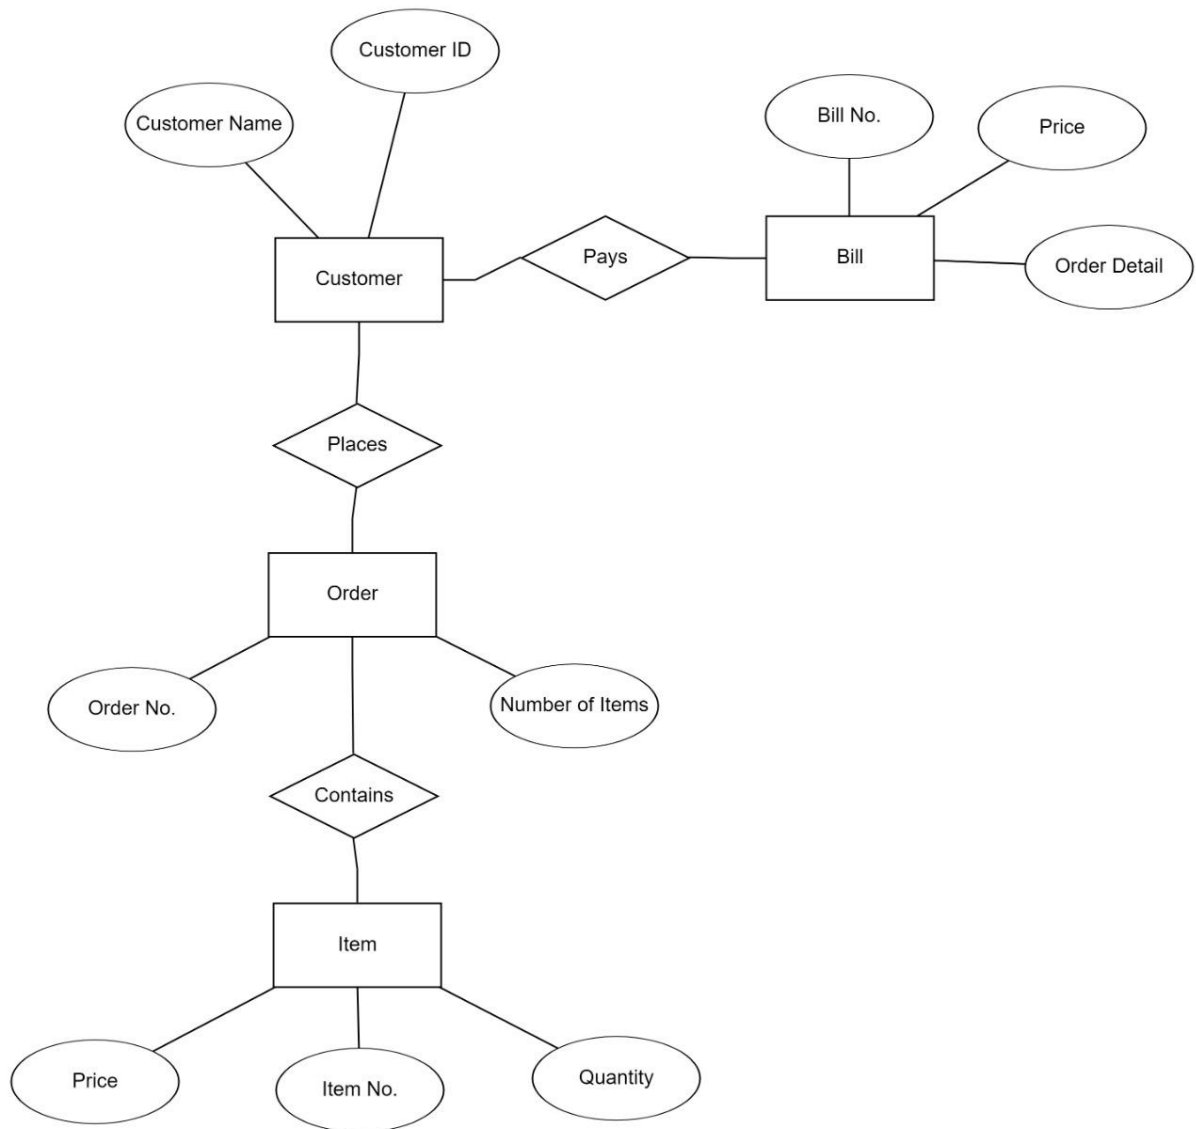 Customer ID
Customer Name
Bill No.
Price
Customer
Pays
Bill
Order Detail
Places
Order
Order No.
Number of Items
Contains
Item
Price
Item No.
Quantity